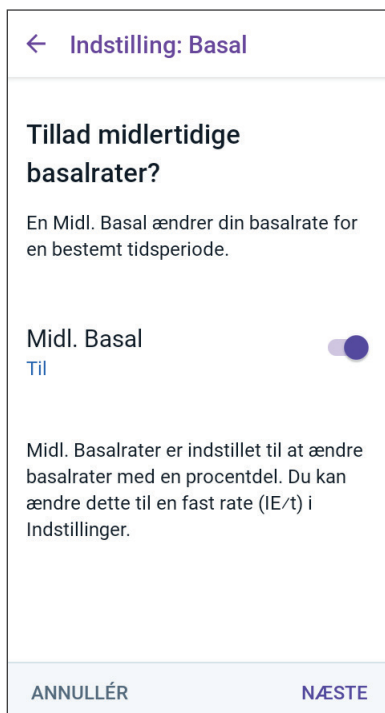 Indstilling: Basal
Tillad midlertidige
basalrater?
En Midl. Basal ændrer din basalrate for
en bestemt tidsperiode.
Midl. Basal
Til
Midl. Basalrater er indstillet til at ændre
basalrater med en procentdel. Du kan
ændre dette til en fast rate (IE/t) i
Indstillinger.
ANNULLÉR
NÆSTE